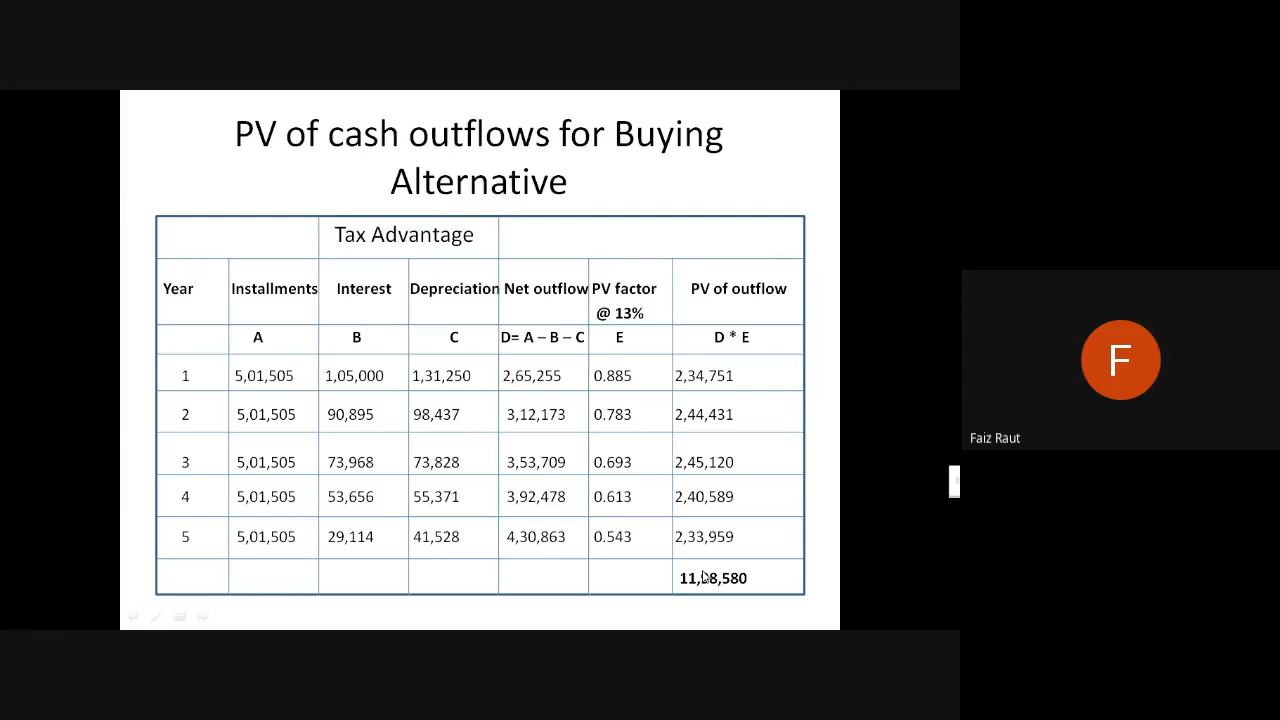 PV of cash outflows for Buying
Alternative
Tax Advantage
Year Installments Interest Depreciation Net outflow PV factor @ 13% PV of outflow
A B C D= A – B – C E D * E
1 5,01,505 1,05,000 1,31,250 2,65,255 0.885 2,34,751
2 5,01,505 90,895 98,437 3,12,173 0.783 2,44,431
3 5,01,505 73,968 73,828 3,53,709 0.693 2,45,120
4 5,01,505 53,656 55,371 3,92,478 0.613 2,40,589
5 5,01,505 29,114 41,528 4,30,863 0.543 2,33,959
F
Faiz Raut